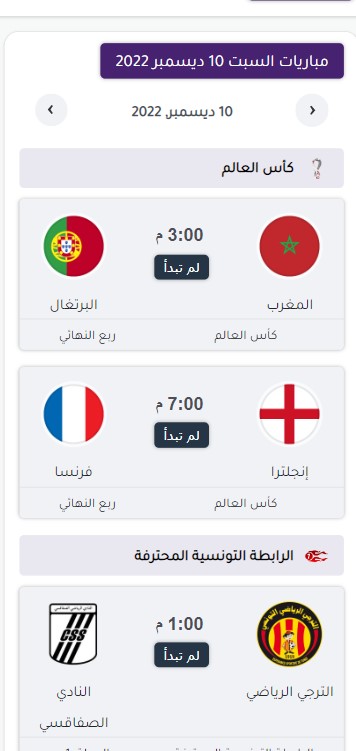 مباريات السبت 10 ديسمبر 2022
10 ديسمبر, 2022
كأس العالم
3:00 م
لم تبدأ
المغرب
البرتغال
كأس العالم
ربع النهائي
7:00 م
لم تبدأ
إنجلترا
فرنسا
كأس العالم
ربع النهائي
الرابطة التونسية المحترفة
1:00 م
لم تبدأ
CSS
الترجي الرياضي
النادي
الصفاقسي